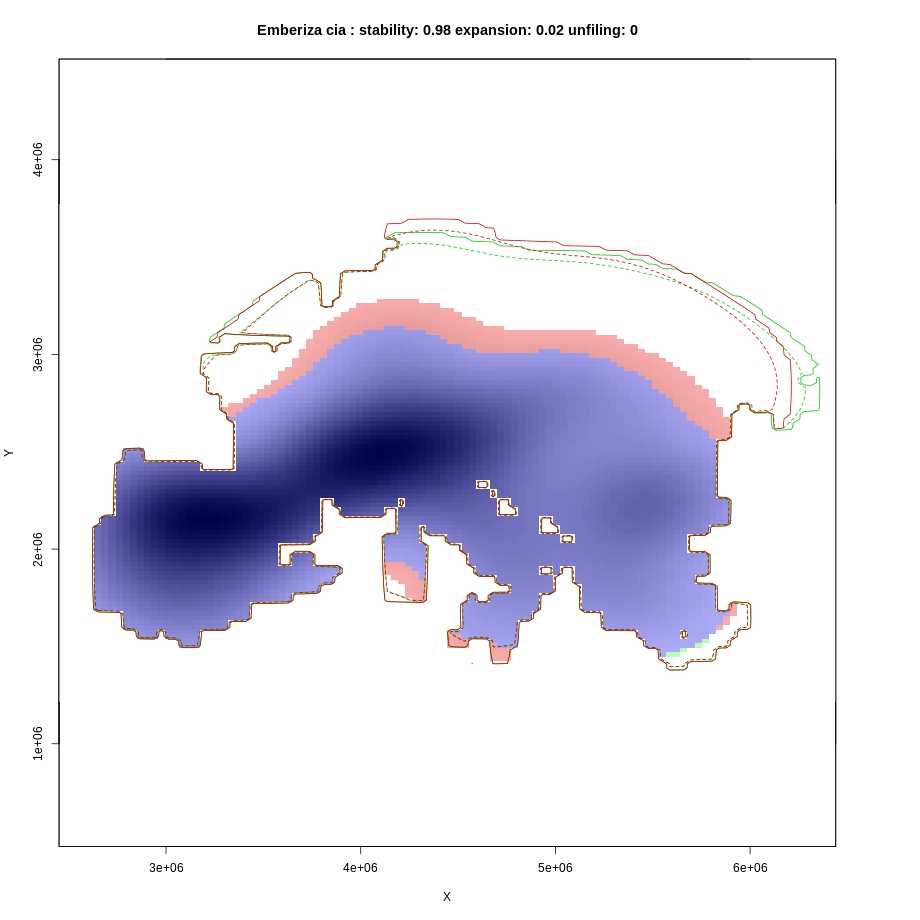 Emberiza cia : stability: 0.98 expansion: 0.02 unfiling: 0
4e+06
3e+06
Y
2e+06
1e+06
3e+06 4e+06 5e+06 6e+06
X